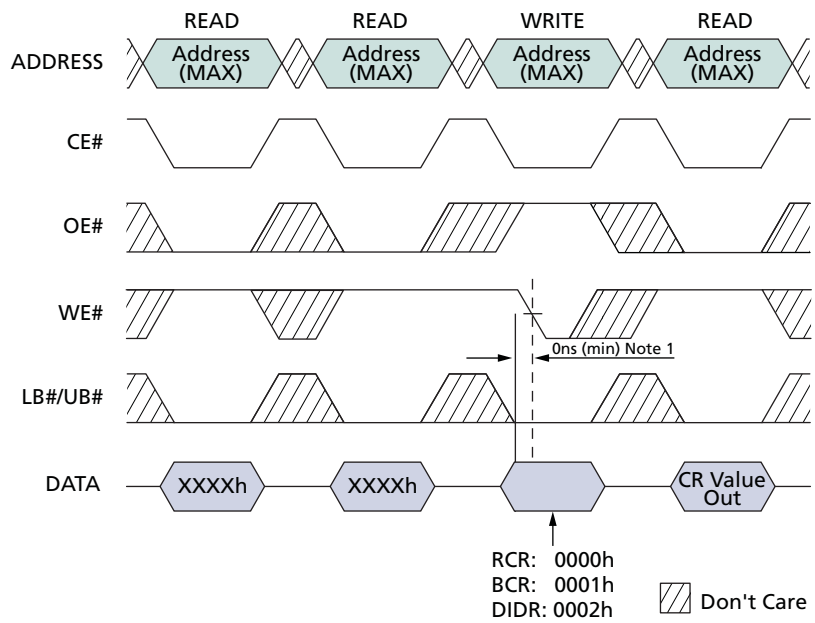 READ READ WRITE READ
ADDRESS Address (MAX) Address (MAX) Address (MAX) Address (MAX)
CE#
OE#
WE#
0ns (min) Note 1
LB#/UB#
DATA XXXXh XXXXh CR Value Out
RCR: 0000h
BCR: 0001h
DIDR: 0002h
Don't Care